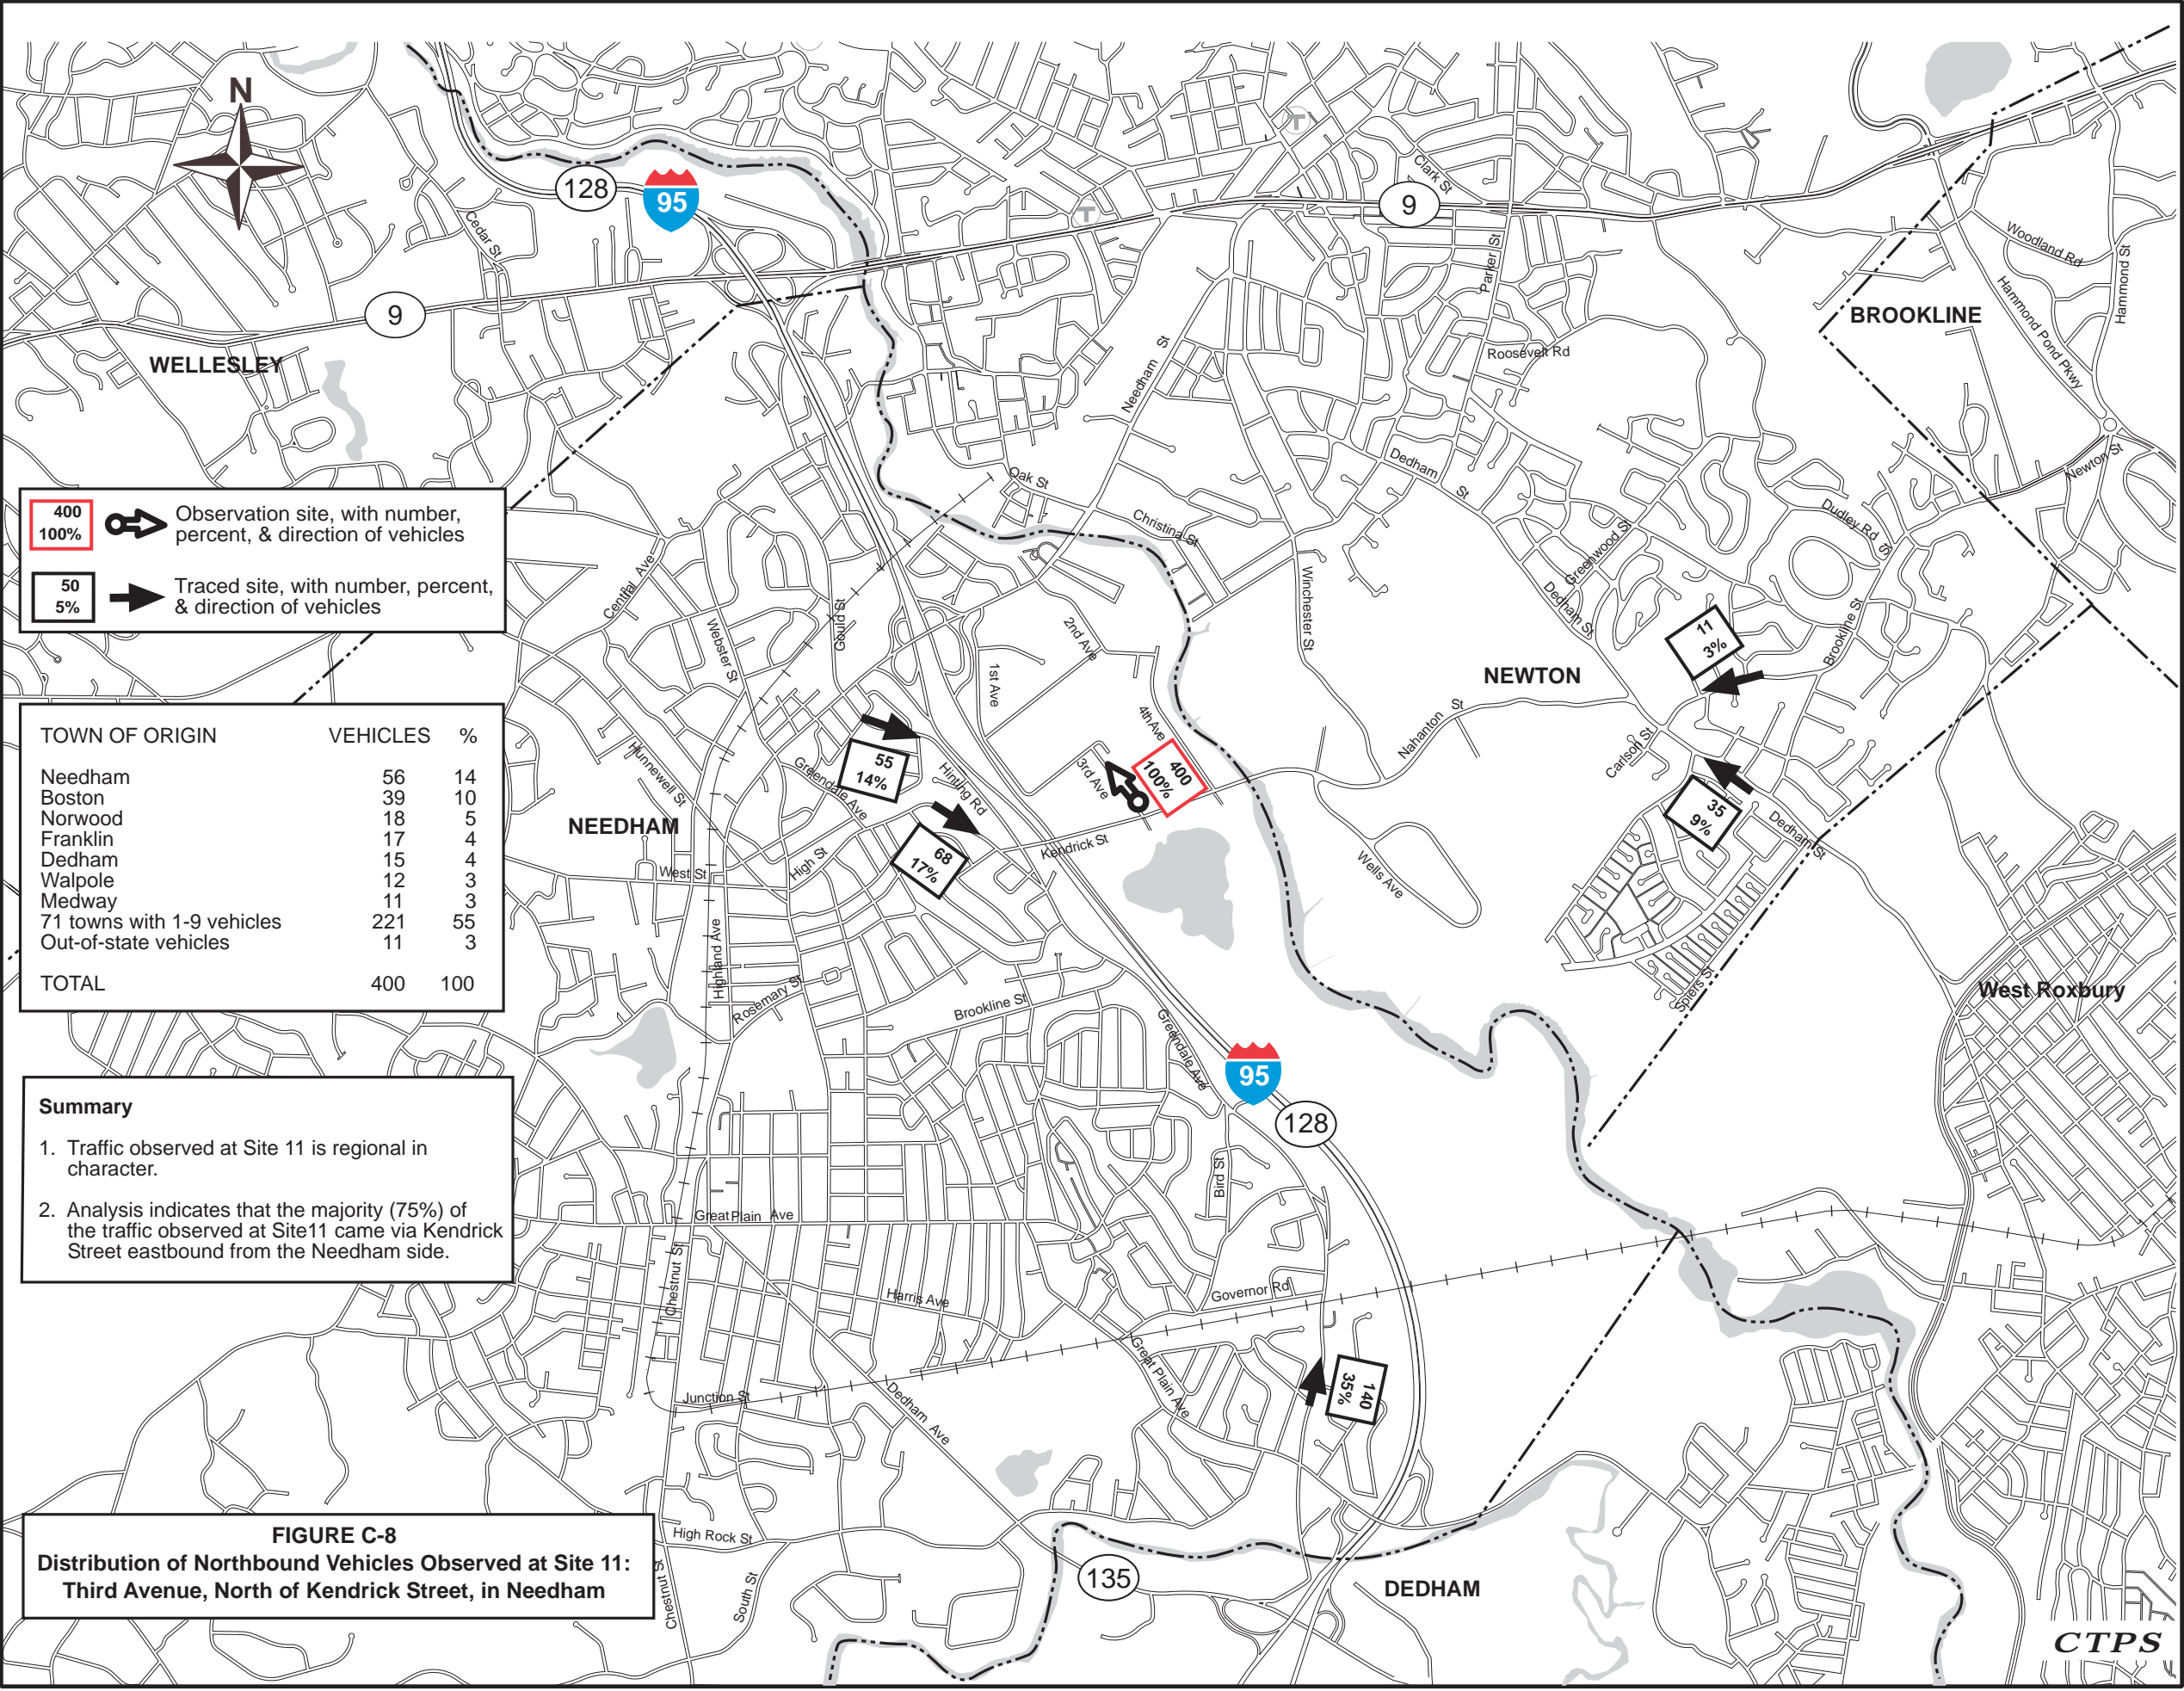 N
128
95
9
Clark St
9
Cedar St
Parker St
Woodland Rd
Hammond St
Hammond Pond Pkwy
BROOKLINE
WELLESLEY
Needham St
Roosevelt Rd
Newton St
Dedham St
Oak St
Christina St
Dudley Rd
Greenwood St
400
100%
Observation site, with number,
percent, & direction of vehicles
50
5%
Traced site, with number, percent,
& direction of vehicles
Central Ave
Webster St
Gould St
2nd Ave
1st Ave
Winchester St
Dedham St
Brookline St
11
3%
NEWTON
4th Ave
Nahanton St
Carlson St
TOWN OF ORIGIN VEHICLES %
Needham 56 14
Boston 39 10
Norwood 18 5
Franklin 17 4
Dedham 15 4
Walpole 12 3
Medway 11 3
71 towns with 1-9 vehicles 221 55
Out-of-state vehicles 11 3
TOTAL 400 100
Hunnewell St
55
14%
Greendale Ave
Hinting Rd
3rd Ave
400
100%
35
9%
Dedham St
NEEDHAM
68
17%
Kendrick St
High St
West St
Wells Ave
Highland Ave
Rosemary St
Brookline St
Greendale Ave
Spiers St
West Roxbury
95
128
Summary
1. Traffic observed at Site 11 is regional in
character.
2. Analysis indicates that the majority (75%) of
the traffic observed at Site11 came via Kendrick
Street eastbound from the Needham side.
Bird St
Great Plain Ave
Chestnut St
Harris Ave
Governor Rd
Great Plain Ave
140
35%
Junction St
Dedham Ave
FIGURE C-8
Distribution of Northbound Vehicles Observed at Site 11:
Third Avenue, North of Kendrick Street, in Needham
High Rock St
Chestnut St
South St
135
DEDHAM
CTPS
T
T